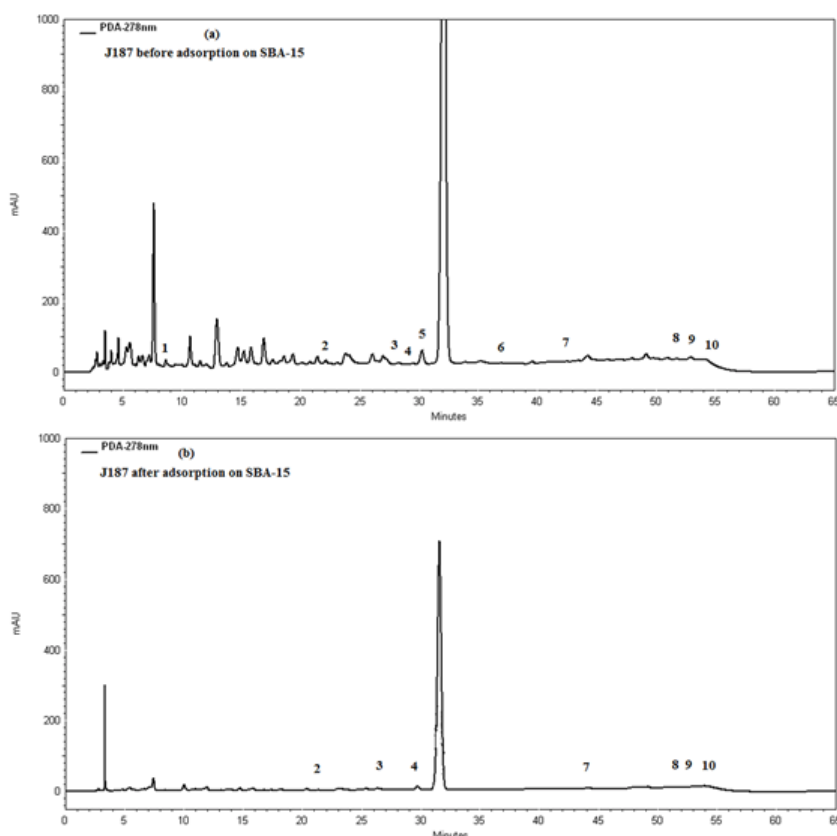 1000
PDA-278nm (a)
J187 before adsorption on SBA-15
800
600
mAU
400
200
1 2 3 4 5 6 7 8 9 10
0
0 5 10 15 20 25 30 35 40 45 50 55 60 65
Minutes
1000
PDA-278nm (b)
J187 after adsorption on SBA-15
800
600
mAU
400
200
2 3 4 7 8 9 10
0
0 5 10 15 20 25 30 35 40 45 50 55 60 65
Minutes